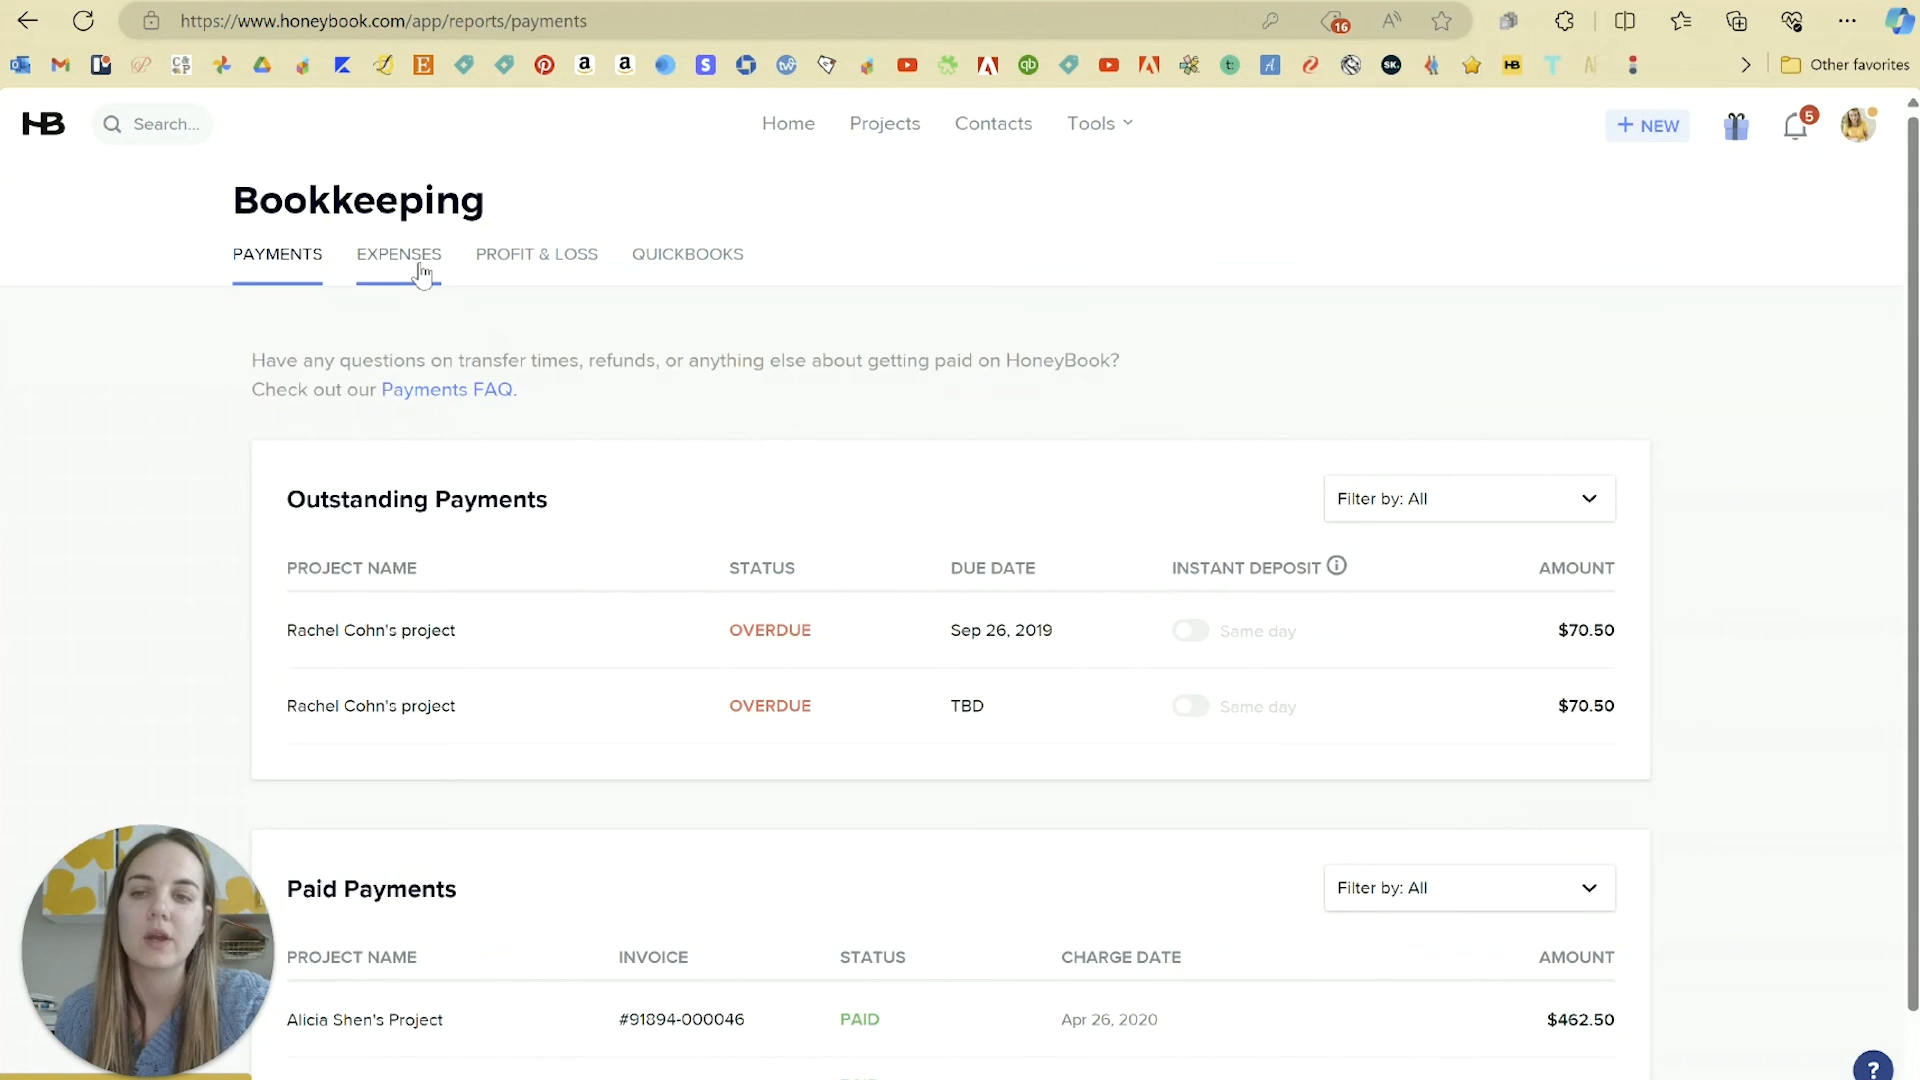 https://www.honeybook.com/app/reports/payments
16
Other favorites
HB
Search...
Home
Projects
Contacts
Tools
+ NEW
5
Bookkeeping
PAYMENTS
EXPENSES
PROFIT & LOSS
QUICKBOOKS
Have any questions on transfer times, refunds, or anything else about getting paid on HoneyBook?
Check out our Payments FAQ.
Outstanding Payments
Filter by: All
PROJECT NAME
STATUS
DUE DATE
INSTANT DEPOSIT
AMOUNT
Rachel Cohn's project
OVERDUE
Sep 26, 2019
Same day
$70.50
Rachel Cohn's project
OVERDUE
TBD
Same day
$70.50
Paid Payments
Filter by: All
PROJECT NAME
INVOICE
STATUS
CHARGE DATE
AMOUNT
Alicia Shen's Project
#91894-000046
PAID
Apr 26, 2020
$462.50
?